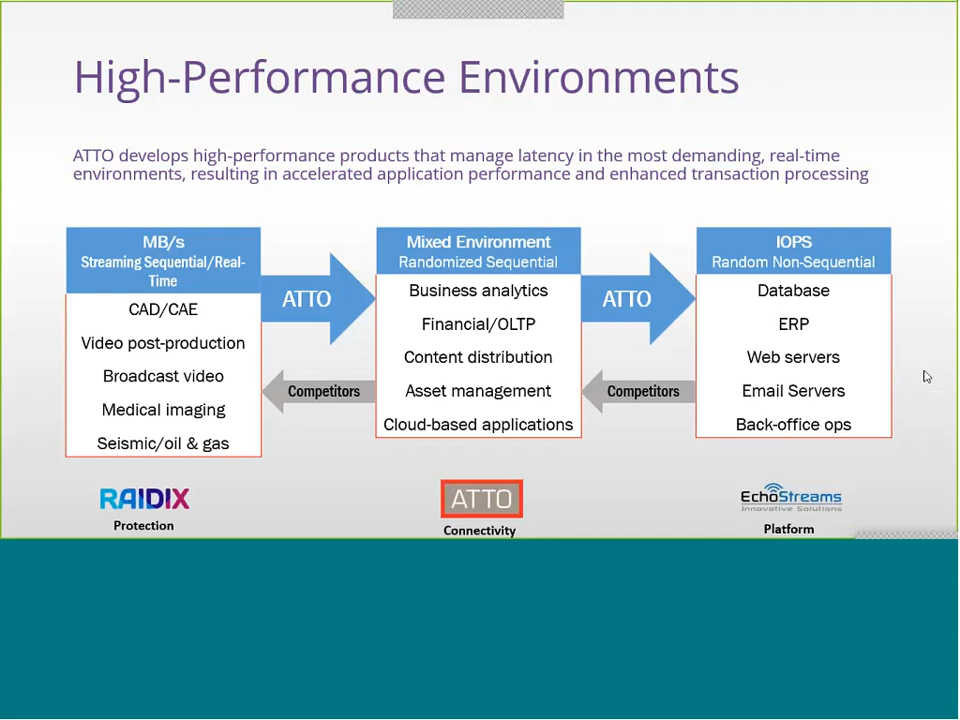 High-Performance Environments
ATTO develops high-performance products that manage latency in the most demanding, real-time
environments, resulting in accelerated application performance and enhanced transaction processing
MB/s
Streaming Sequential/Real-
Time
CAD/CAE
Video post-production
Broadcast video
Medical imaging
Seismic/oil & gas
ATTO
Competitors
Mixed Environment
Randomized Sequential
Business analytics
Financial/OLTP
Content distribution
Asset management
Cloud-based applications
ATTO
Competitors
IOPS
Random Non-Sequential
Database
ERP
Web servers
Email Servers
Back-office ops
RAIDIX
Protection
ATTO
Connectivity
EchoStreams
Innovative Solutions
Platform